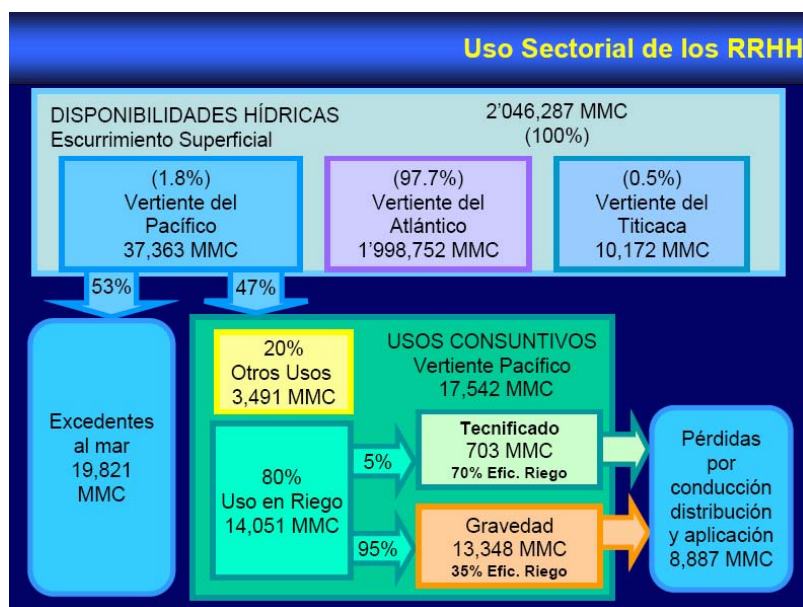 Uso Sectorial de los RRHH
DISPONIBILIDADES HÍDRICAS
Escurrimiento Superficial
2'046,287 MMC
(100%)
(1.8%)
Vertiente del
Pacífico
37,363 MMC
(97.7%)
Vertiente del
Atlántico
1'998,752 MMC
(0.5%)
Vertiente del
Titicaca
10,172 MMC
53%
47%
Excedentes
al mar
19,821
MMC
20%
Otros Usos
3,491 MMC
USOS CONSUNTIVOS
Vertiente Pacífico
17,542 MMC
80%
Uso en Riego
14,051 MMC
5%
95%
Tecnificado
703 MMC
70% Efic. Riego
Gravedad
13,348 MMC
35% Efic. Riego
Pérdidas
por
conducción
distribución
y aplicación
8,887 MMC